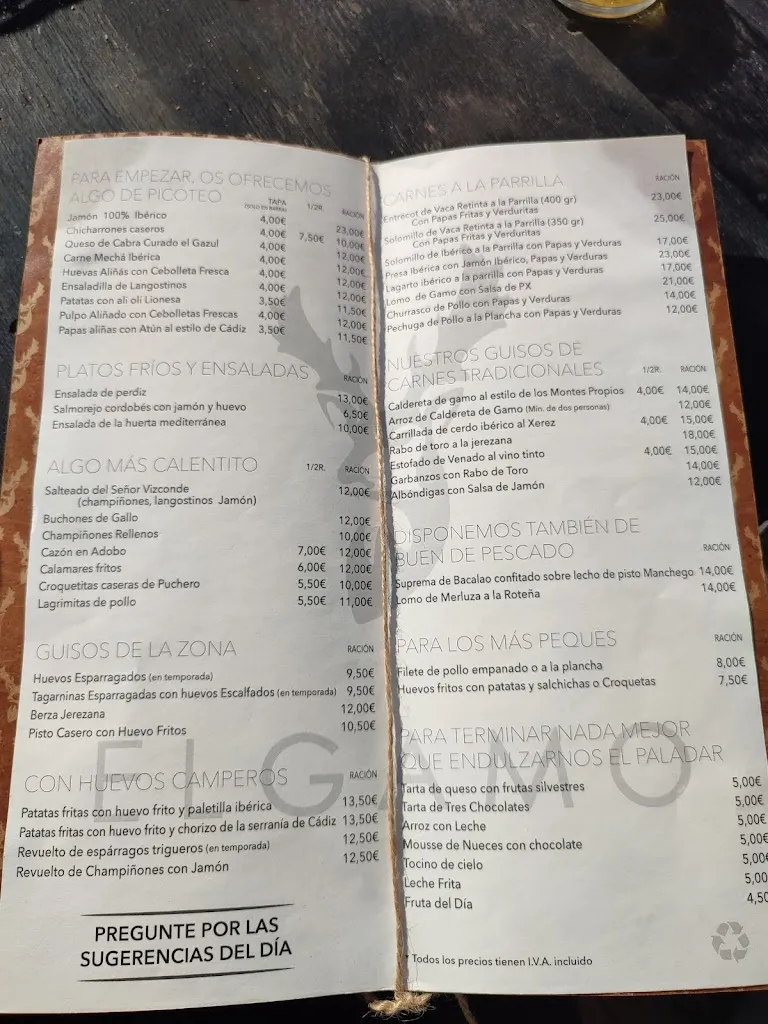 PARA EMPEZAR, OS OFRECEMOS
ALGO DE PICOTEO TAPA (SOLO EN BARRA) 1/2R. RACIÓN
Jamón 100% Ibérico 4,00€ 23,00€
Chicharrones caseros 4,00€ 7,50€ 10,00€
Queso de Cabra Curado el Gazul 4,00€ 12,00€
Carne Mechá Ibérica 4,00€ 12,00€
Huevas Aliñás con Cebolleta Fresca 4,00€ 12,00€
Ensaladilla de Langostinos 4,00€ 12,00€
Patatas con ali oli Lionesa 3,50€ 11,50€
Pulpo Aliñado con Cebolletas Frescas 4,00€ 12,00€
Papas aliñas con Atún al estilo de Cádiz 3,50€ 11,50€
PLATOS FRÍOS Y ENSALADAS RACIÓN
Ensalada de perdiz 13,00€
Salmorejo cordobés con jamón y huevo 6,50€
Ensalada de la huerta mediterránea 10,00€
ALGO MÁS CALENTITO 1/2R. RACIÓN
Salteado del Señor Vizconde 12,00€
(champiñones, langostinos Jamón)
Buchones de Gallo 12,00€
Champiñones Rellenos 10,00€
Cazón en Adobo 7,00€ 12,00€
Calamares fritos 6,00€ 12,00€
Croquetitas caseras de Puchero 5,50€ 10,00€
Lagrimitas de pollo 5,50€ 11,00€
GUISOS DE LA ZONA RACIÓN
Huevos Esparragados (en temporada) 9,50€
Tagarninas Esparragadas con huevos Escalfados (en temporada) 9,50€
Berza Jerezana 12,00€
Pisto Casero con Huevo Fritos 10,50€
CON HUEVOS CAMPEROS RACIÓN
Patatas fritas con huevo frito y paletilla ibérica 13,50€
Patatas fritas con huevo frito y chorizo de la serranía de Cádiz 13,50€
Revuelto de espárragos trigueros (en temporada) 12,50€
Revuelto de Champiñones con Jamón 12,50€
PREGUNTE POR LAS
SUGERENCIAS DEL DÍA
CARNES A LA PARRILLA RACIÓN
Entrecot de Vaca Retinta a la Parrilla (400 gr) 23,00€
Con Papas Fritas y Verduritas
Solomillo de Vaca Retinta a la Parrilla (350 gr) 25,00€
Con Papas Fritas y Verduritas
Solomillo de Ibérico a la Parrilla con Papas y Verduras 17,00€
Presa Ibérica con Jamón Ibérico, Papas y Verduras 23,00€
Lagarto ibérico a la parrilla con Papas y Verduras 17,00€
Lomo de Gamo con Salsa de PX 21,00€
Churrasco de Pollo con Papas y Verduras 14,00€
Pechuga de Pollo a la Plancha con Papas y Verduras 12,00€
NUESTROS GUISOS DE
CARNES TRADICIONALES 1/2R. RACIÓN
Caldereta de gamo al estilo de los Montes Propios 4,00€ 14,00€
Arroz de Caldereta de Gamo (Min. de dos personas) 12,00€
Carrillada de cerdo ibérico al Xerez 4,00€ 15,00€
Rabo de toro a la jerezana 18,00€
Estofado de Venado al vino tinto 4,00€ 15,00€
Garbanzos con Rabo de Toro 14,00€
Albóndigas con Salsa de Jamón 12,00€
DISPONEMOS TAMBIÉN DE
BUEN DE PESCADO RACIÓN
Suprema de Bacalao confitado sobre lecho de pisto Manchego 14,00€
Lomo de Merluza a la Roteña 14,00€
PARA LOS MÁS PEQUES RACIÓN
Filete de pollo empanado o a la plancha 8,00€
Huevos fritos con patatas y salchichas o Croquetas 7,50€
PARA TERMINAR NADA MEJOR
QUE ENDULZARNOS EL PALADAR
Tarta de queso con frutas silvestres 5,00€
Tarta de Tres Chocolates 5,00€
Arroz con Leche 5,00€
Mousse de Nueces con chocolate 5,00€
Tocino de cielo 5,00€
Leche Frita 5,00
Fruta del Día 4,50
* Todos los precios tienen I.V.A. incluido
EL GAMO